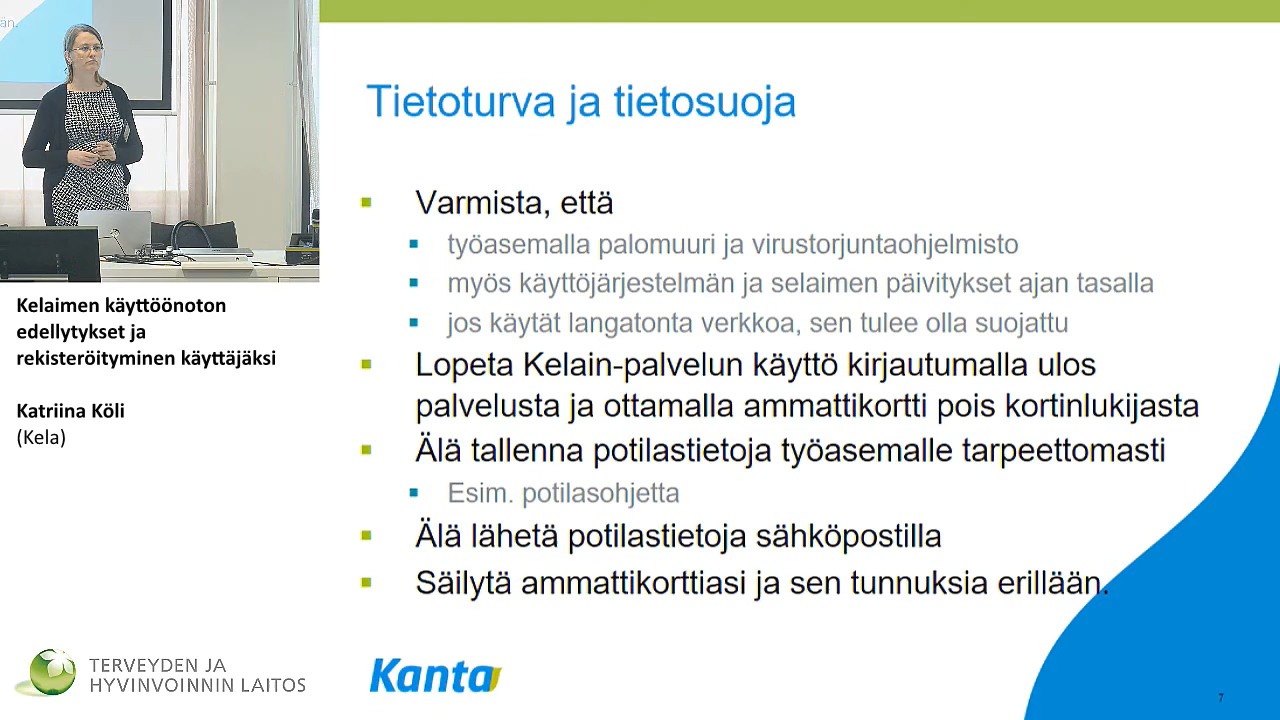 än.
Tietoturva ja tietosuoja
Varmista, että
työasemalla palomuuri ja virustorjuntaohjelmisto
myös käyttöjärjestelmän ja selaimen päivitykset ajan tasalla
jos käytät langatonta verkkoa, sen tulee olla suojattu
Lopeta Kelain-palvelun käyttö kirjautumalla ulos
palvelusta ja ottamalla ammattikortti pois kortinlukijasta
Älä tallenna potilastietoja työasemalle tarpeettomasti
Esim. potilasohjetta
Älä lähetä potilastietoja sähköpostilla
Säilytä ammattikorttiasi ja sen tunnuksia erillään.
Kelaimen käyttöönoton
edellytykset ja
rekisteröityminen käyttäjäksi
Katriina Köli
(Kela)
TERVEYDEN JA
HYVINVOINNIN LAITOS
Kanta
7